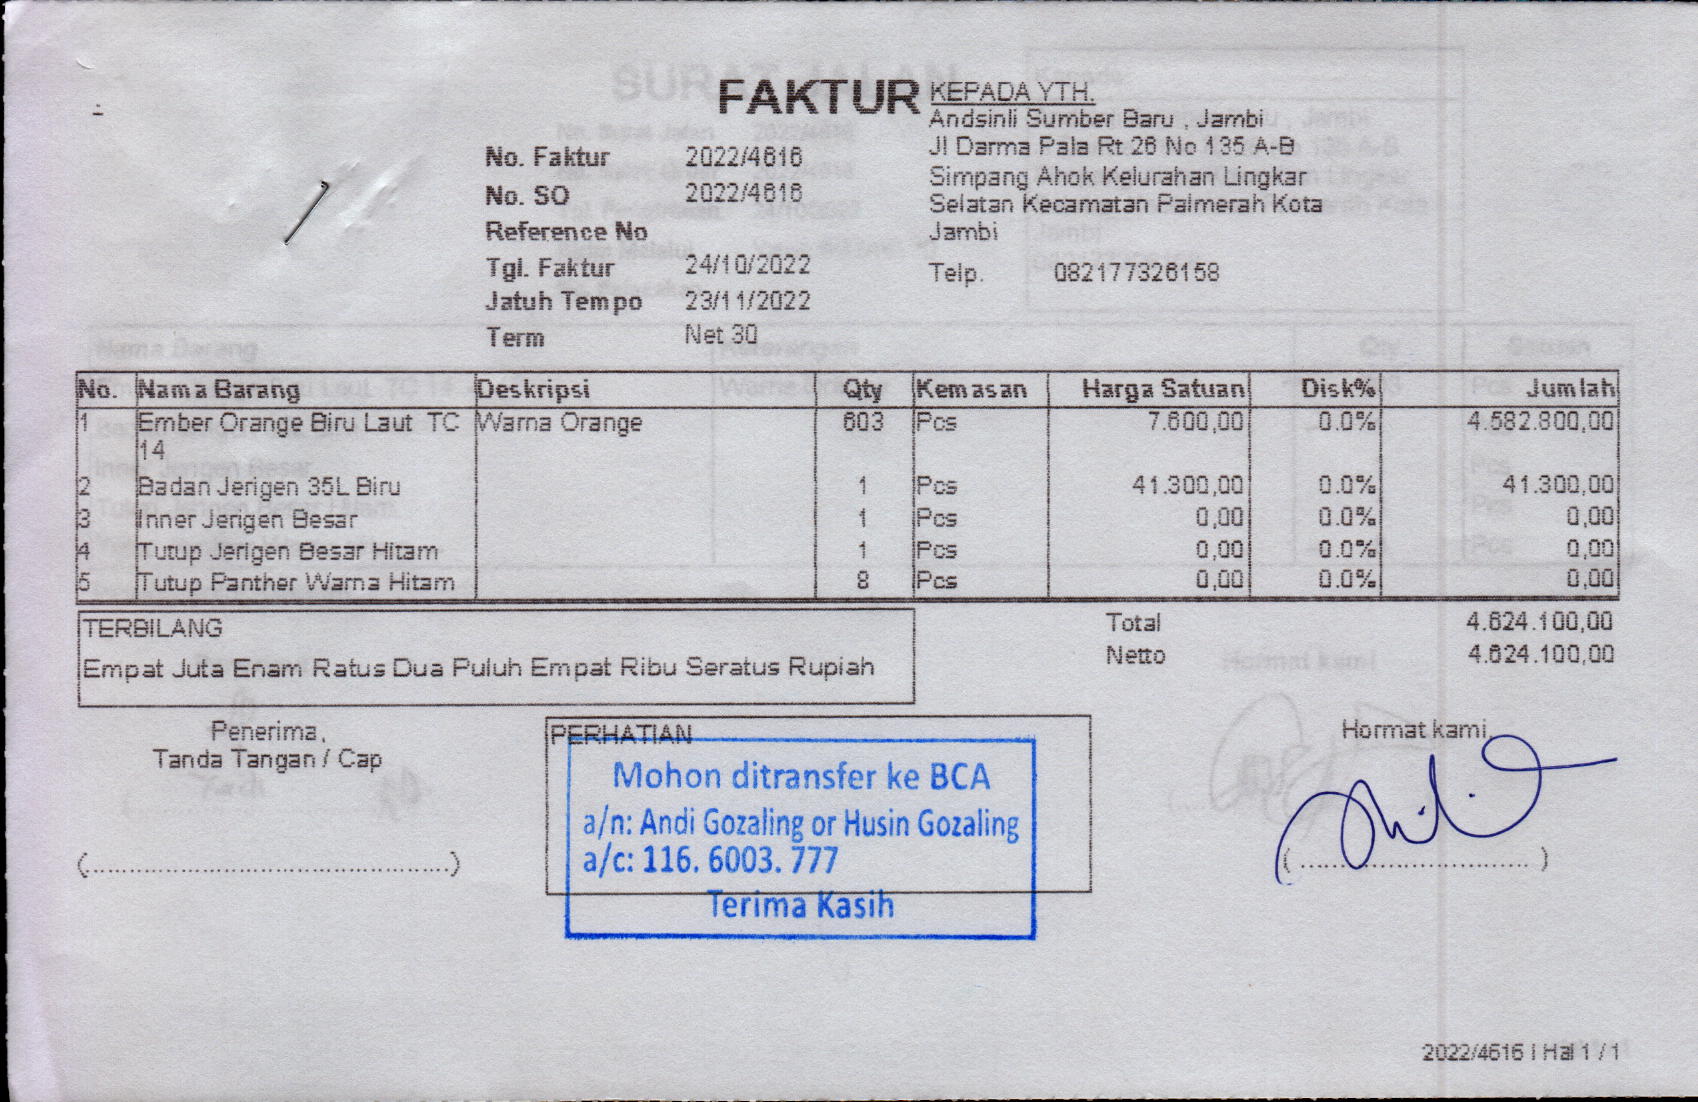 FAKTUR
No. Faktur 2022/4616
No. SO 2022/4616
Reference No
Tgl. Faktur 24/10/2022
Jatuh Tempo 23/11/2022
Term Net 30
KEPADA YTH.
Andsinli Sumber Baru , Jambi
Jl Darma Pala Rt 26 No 135 A-B
Simpang Ahok Kelurahan Lingkar
Selatan Kecamatan Palmerah Kota
Jambi
Telp. 082177326158
No. Nama Barang Deskripsi Qty Kemasan Harga Satuan Disk% Jumlah
1 Ember Orange Biru Laut TC Warna Orange 603 Pcs 7.600,00 0.0% 4.582.800,00
14
2 Badan Jerigen 35L Biru 1 Pcs 41.300,00 0.0% 41.300,00
3 Inner Jerigen Besar 1 Pcs 0,00 0.0% 0,00
4 Tutup Jerigen Besar Hitam 1 Pcs 0,00 0.0% 0,00
5 Tutup Panther Warna Hitam 8 Pcs 0,00 0.0% 0,00
TERBILANG
Empat Juta Enam Ratus Dua Puluh Empat Ribu Seratus Rupiah
Total 4.624.100,00
Netto 4.624.100,00
Penerima,
Tanda Tangan / Cap
(................................................)
PERHATIAN
Mohon ditransfer ke BCA
a/n: Andi Gozaling or Husin Gozaling
a/c: 116. 6003. 777
Terima Kasih
Hormat kami,
(................................)
2022/4616 | Hal 1 / 1